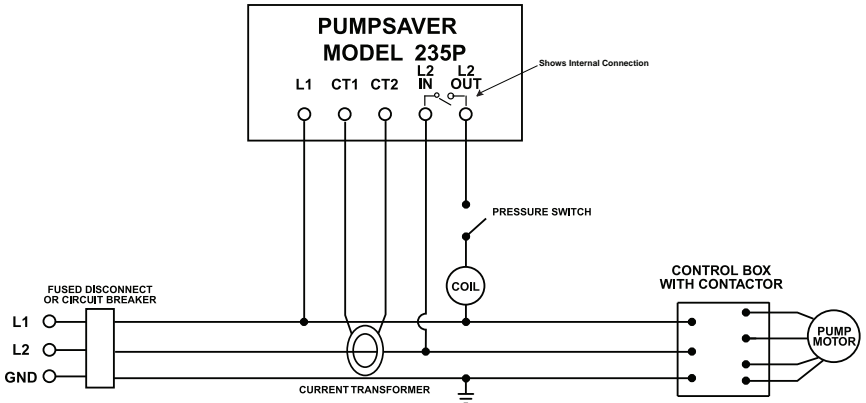 PUMPSAVER
MODEL 235P
L1 CT1 CT2 L2 IN L2 OUT
Shows Internal Connection
PRESSURE SWITCH
COIL
CONTROL BOX
WITH CONTACTOR
FUSED DISCONNECT
OR CIRCUIT BREAKER
L1
L2
GND
PUMP
MOTOR
CURRENT TRANSFORMER